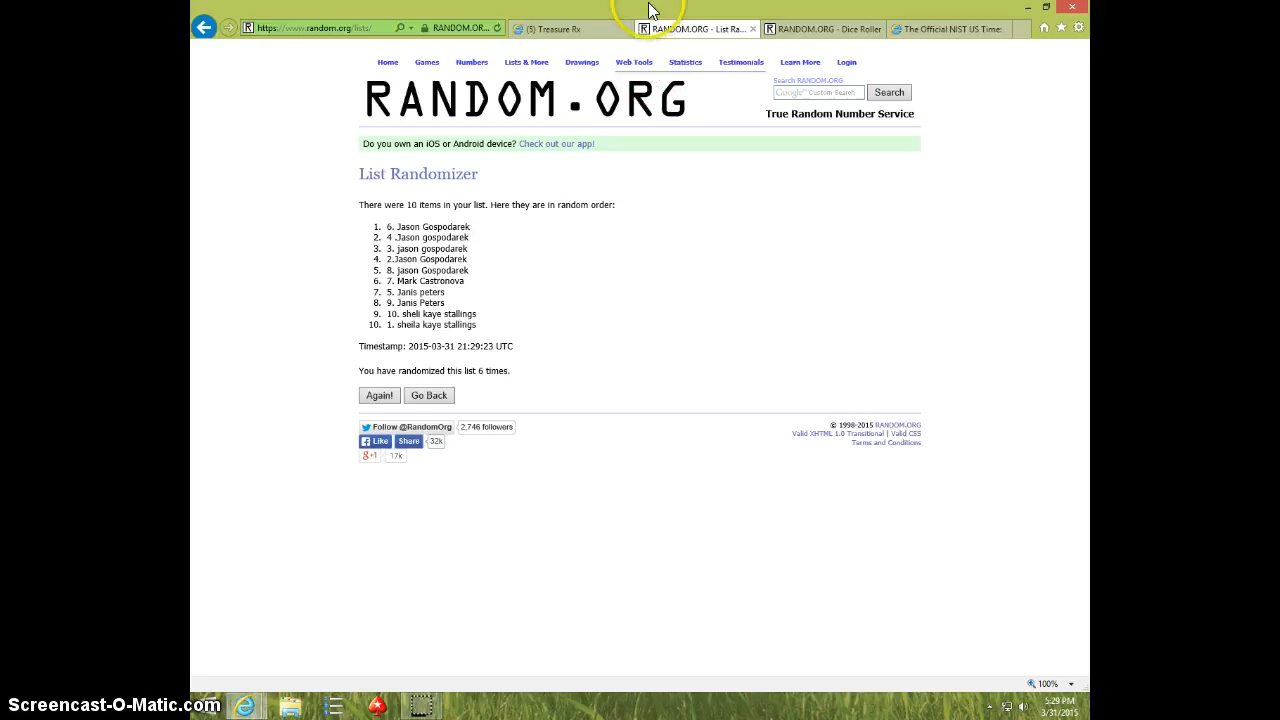 https://www.random.org/lists/
RANDOM.OR...
(5) Treasure Rx
RANDOM.ORG - List Ra...
RANDOM.ORG - Dice Roller
The Official NIST US Time:
Home
Games
Numbers
Lists & More
Drawings
Web Tools
Statistics
Testimonials
Learn More
Login
RANDOM.ORG
Search RANDOM.ORG
Google™ Custom Search
Search
True Random Number Service
Do you own an iOS or Android device? Check out our app!
List Randomizer
There were 10 items in your list. Here they are in random order:
1. 6. Jason Gospodarek
2. 4 .Jason gospodarek
3. 3. jason gospodarek
4. 2.Jason Gospodarek
5. 8. jason Gospodarek
6. 7. Mark Castronova
7. 5. Janis peters
8. 9. Janis Peters
9. 10. sheli kaye stallings
10. 1. sheila kaye stallings
Timestamp: 2015-03-31 21:29:23 UTC
You have randomized this list 6 times.
Again!
Go Back
Follow @RandomOrg
2,746 followers
Like
Share
32k
g+1
17k
© 1998-2015 RANDOM.ORG
Valid XHTML 1.0 Transitional | Valid CSS
Terms and Conditions
100%
5:29 PM
3/31/2015
Screencast-O-Matic.com